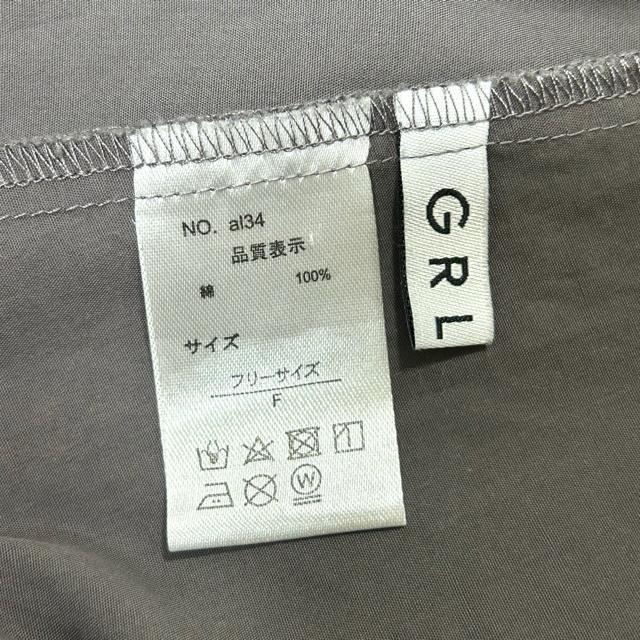 NO. al34
品質表示
綿 100%
サイズ
フリーサイズ
F
W
GRL